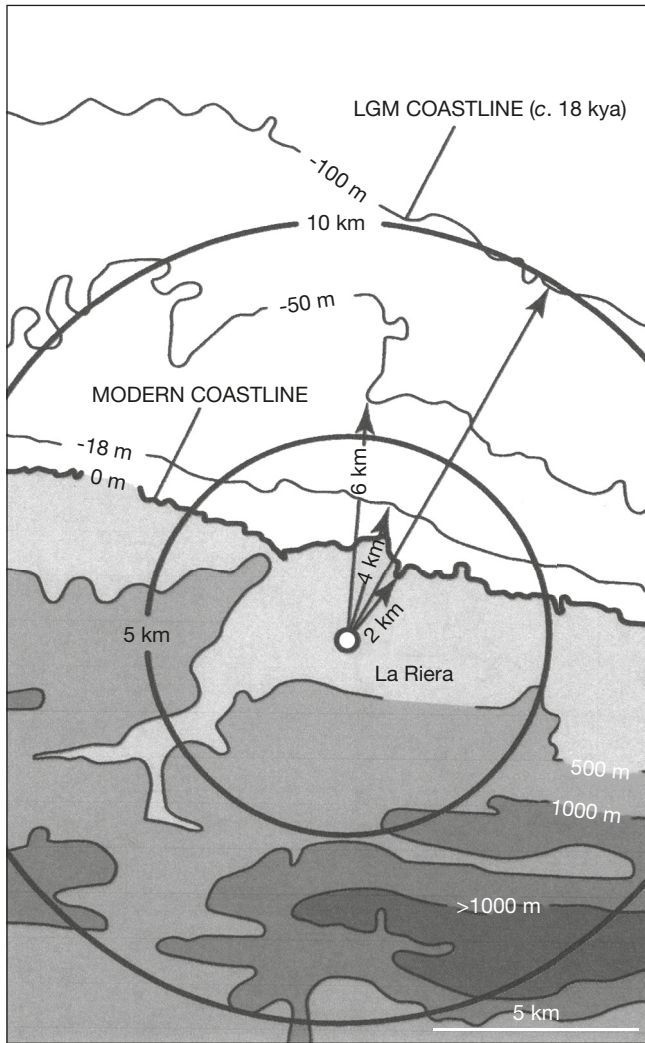 LGM COASTLINE (c. 18 kya)
-100 m
10 km
-50 m
MODERN COASTLINE
-18 m
0 m
6 km
4 km
2 km
5 km
La Riera
500 m
1000 m
>1000 m
5 km